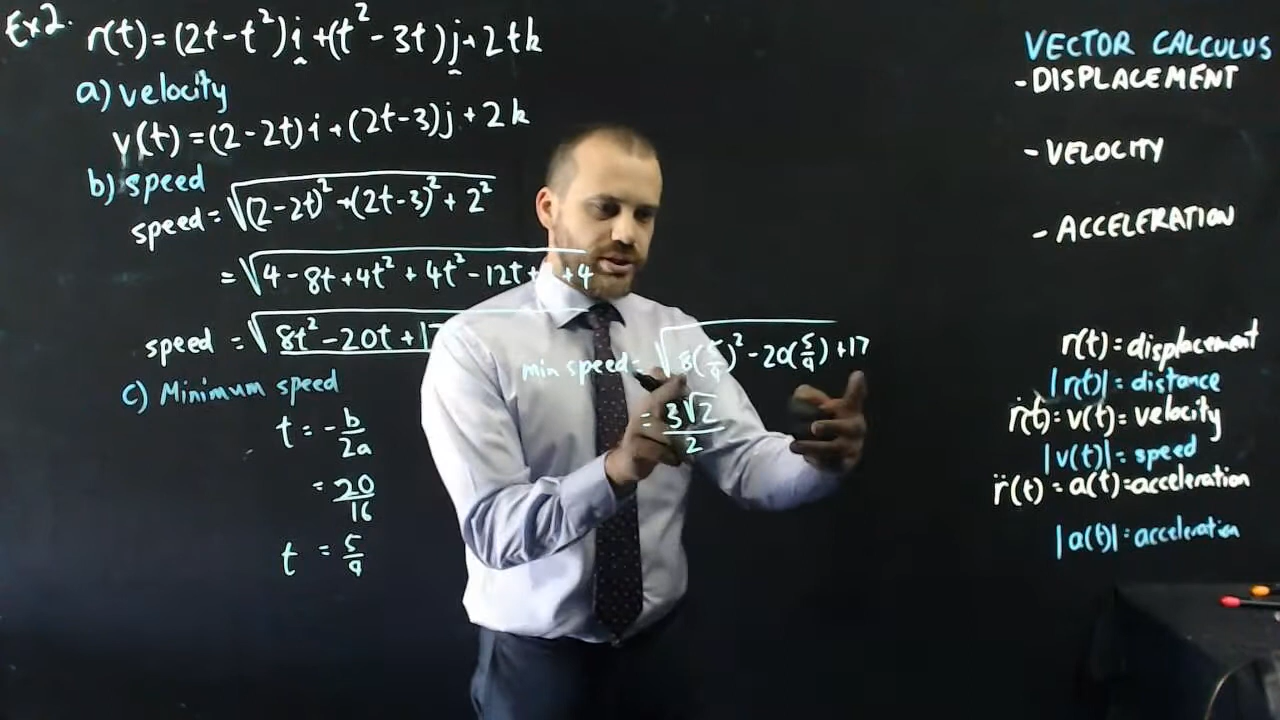 Ex2. r(t)=(2t-t²)i+(t²-3t)j+2tk
a) velocity
v(t)=(2-2t)i+(2t-3)j+2k
b) speed
speed=√(2-2t)²+(2t-3)²+2²
=√4-8t+4t²+4t²-12t+ +4
speed=√8t²-20t+17
c) Minimum speed
t=-b/2a
=20/16
t=5/4
min speed=√8(5/4)²-20(5/4)+17
=3√2/2
VECTOR CALCULUS
-DISPLACEMENT
-VELOCITY
-ACCELERATION
r(t)=displacement
|r(t)|=distance
ṙ(t)=v(t)=velocity
|v(t)|=speed
r̈(t)=a(t)=acceleration
|a(t)|=acceleration